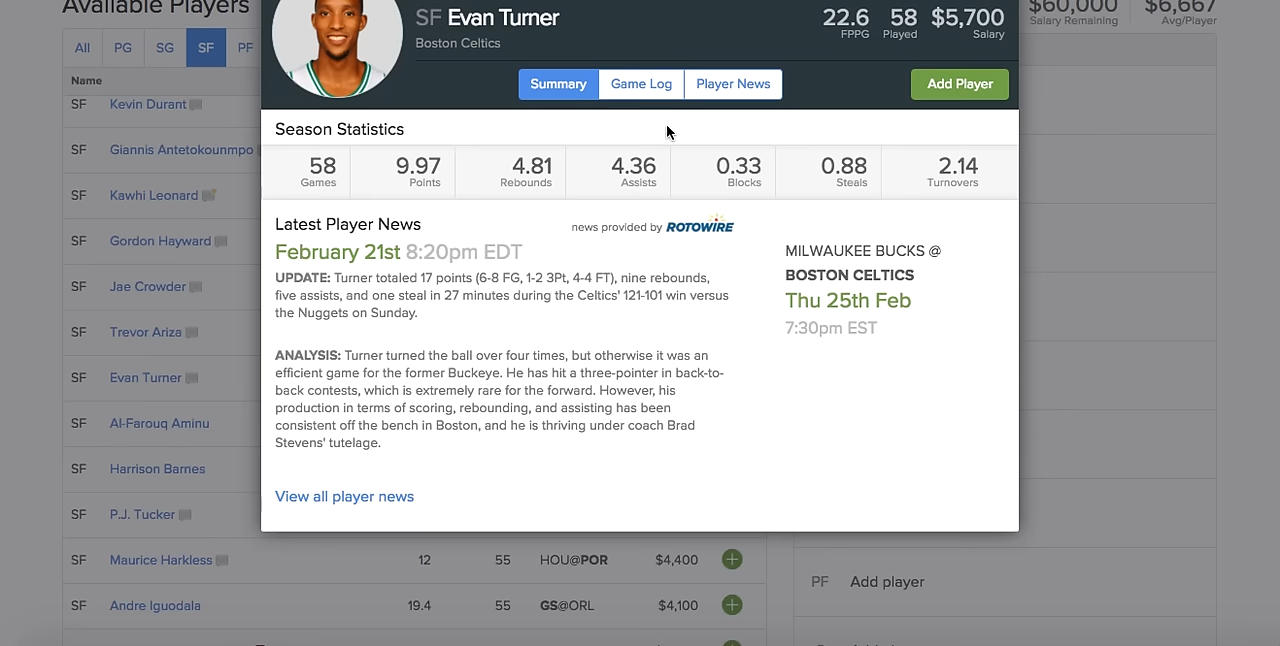 Available Players
$60,000 $6,667
Salary Remaining Avg/Player
All PG SG SF PF
Name
SF Kevin Durant
SF Giannis Antetokounmpo
SF Kawhi Leonard
SF Gordon Hayward
SF Jae Crowder
SF Trevor Ariza
SF Evan Turner
SF Al-Farouq Aminu
SF Harrison Barnes
SF P.J. Tucker
SF Maurice Harkless 12 55 HOU@POR $4,400
SF Andre Iguodala 19.4 55 GS@ORL $4,100
PF Add player
SF Evan Turner
Boston Celtics
22.6 58 $5,700
FPPG Played Salary
Summary Game Log Player News
Add Player
Season Statistics
58 9.97 4.81 4.36 0.33 0.88 2.14
Games Points Rebounds Assists Blocks Steals Turnovers
Latest Player News
news provided by ROTOWIRE
February 21st 8:20pm EDT
UPDATE: Turner totaled 17 points (6-8 FG, 1-2 3Pt, 4-4 FT), nine rebounds,
five assists, and one steal in 27 minutes during the Celtics' 121-101 win versus
the Nuggets on Sunday.
ANALYSIS: Turner turned the ball over four times, but otherwise it was an
efficient game for the former Buckeye. He has hit a three-pointer in back-to-
back contests, which is extremely rare for the forward. However, his
production in terms of scoring, rebounding, and assisting has been
consistent off the bench in Boston, and he is thriving under coach Brad
Stevens' tutelage.
View all player news
MILWAUKEE BUCKS @
BOSTON CELTICS
Thu 25th Feb
7:30pm EST